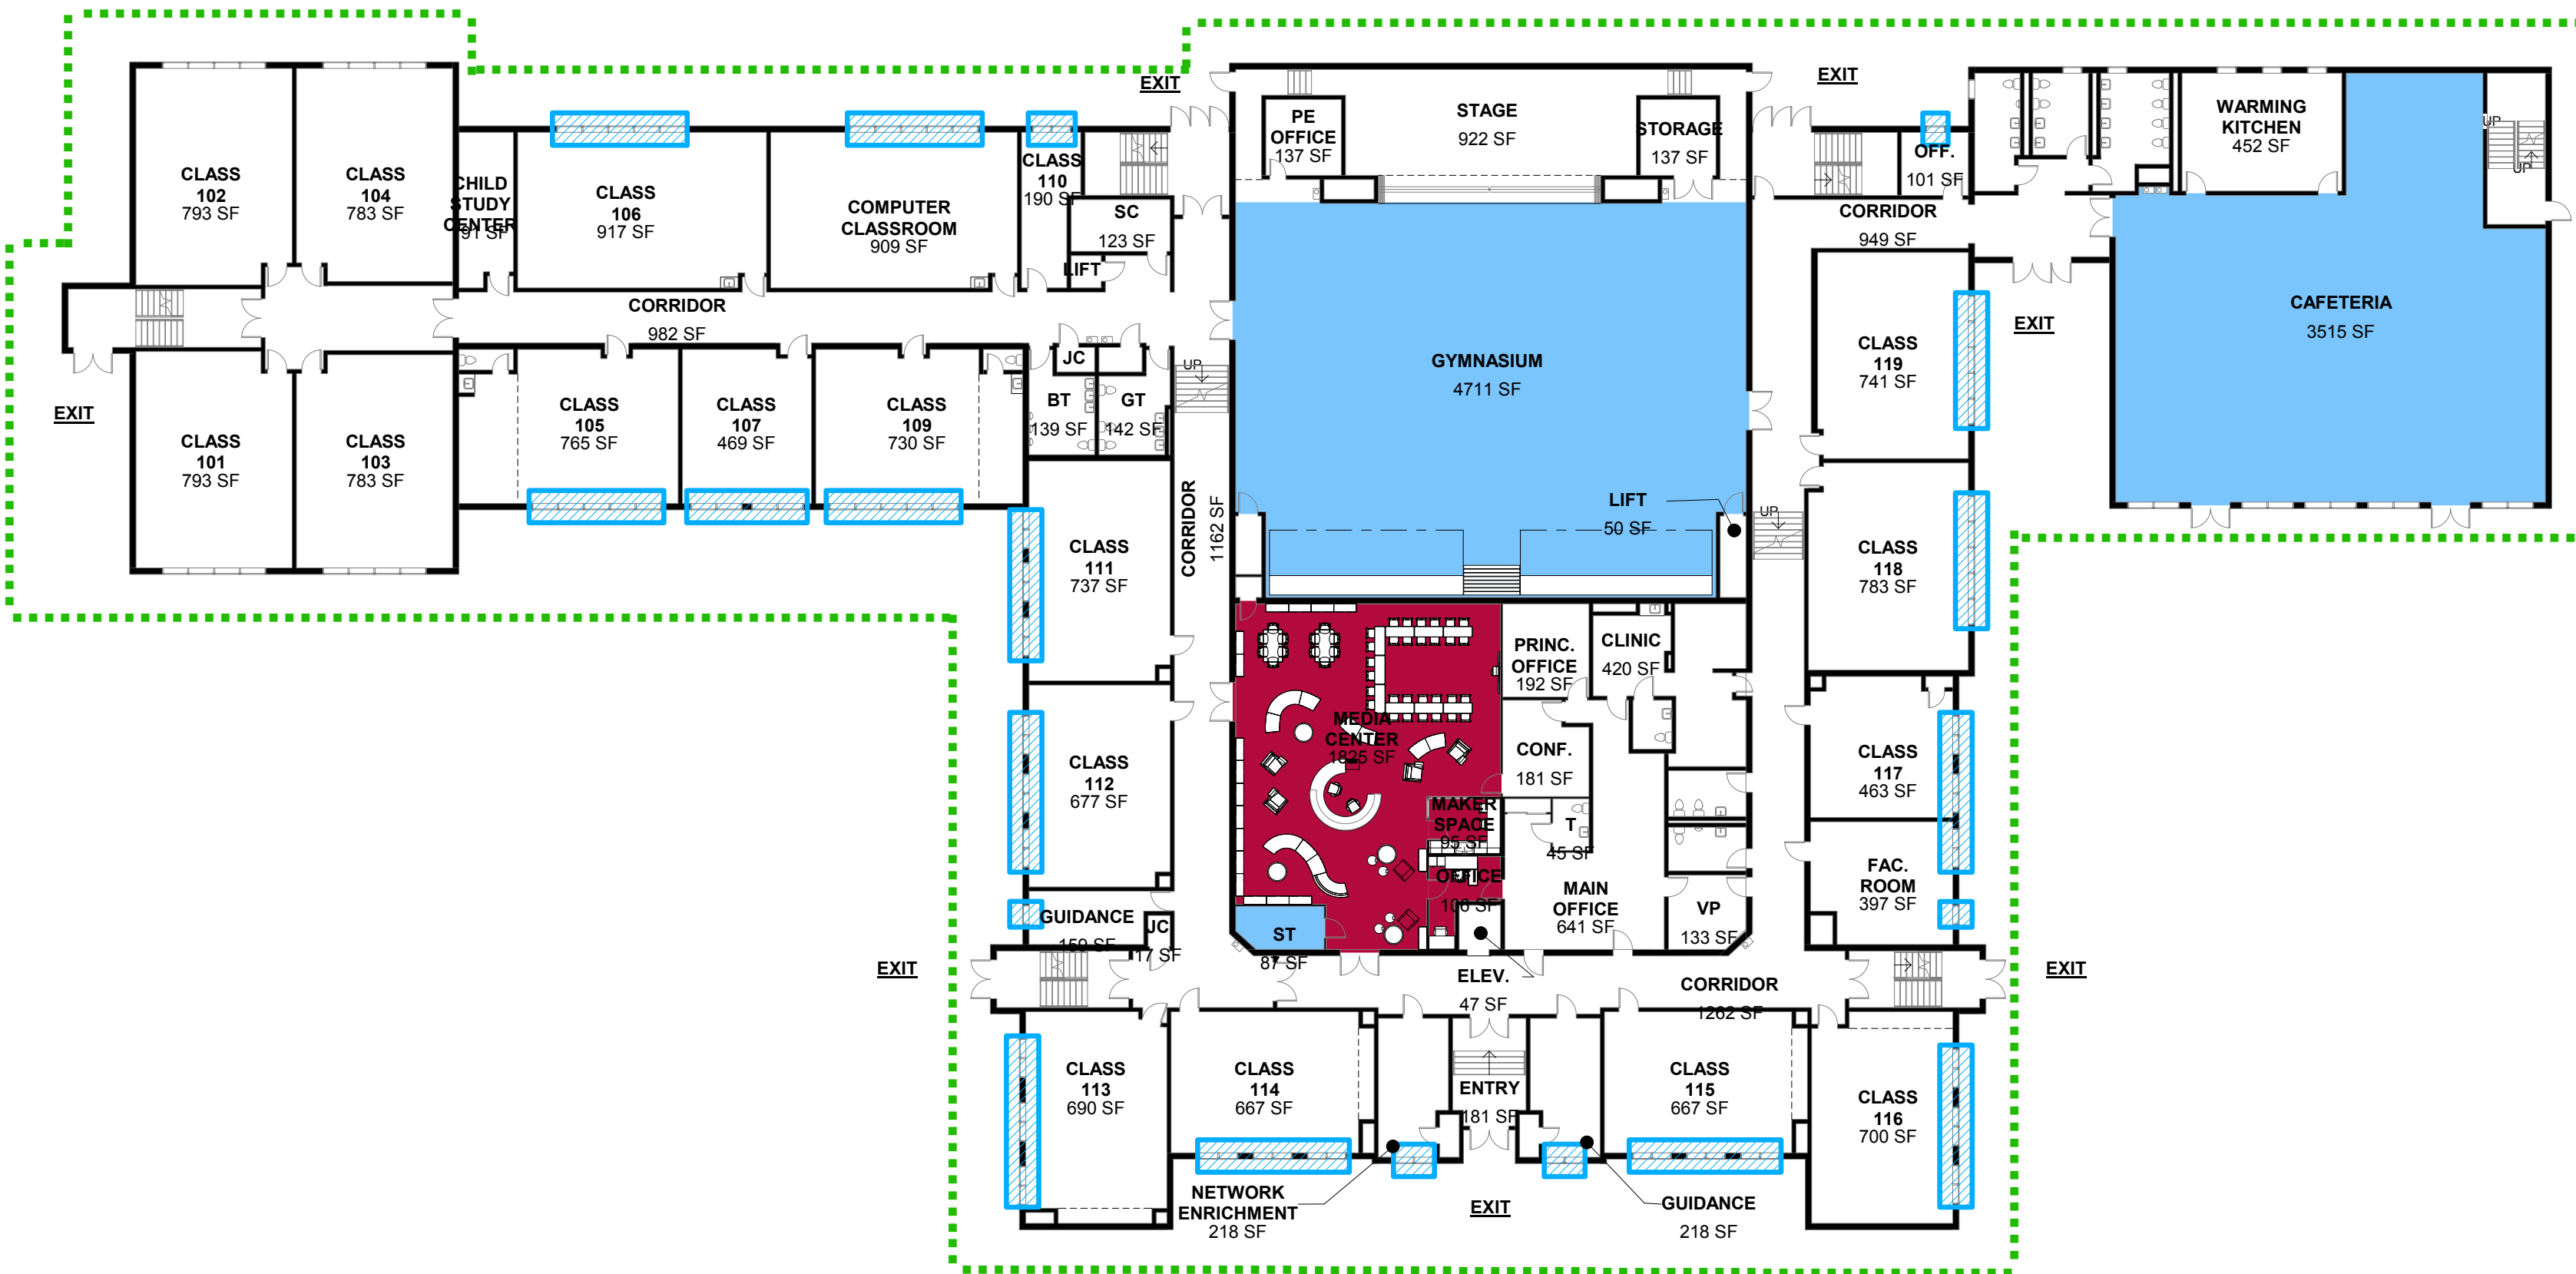 EXIT
EXIT
CLASS
102
793 SF
CLASS
104
783 SF
CHILD
STUDY
CENTER
91 SF
CLASS
106
917 SF
COMPUTER
CLASSROOM
909 SF
CLASS
110
190 SF
SC
123 SF
LIFT
PE
OFFICE
137 SF
STAGE
922 SF
STORAGE
137 SF
OFF.
101 SF
WARMING
KITCHEN
452 SF
UP
UP
CORRIDOR
949 SF
CORRIDOR
982 SF
CAFETERIA
3515 SF
EXIT
CLASS
119
741 SF
GYMNASIUM
4711 SF
JC
UP
BT
139 SF
GT
142 SF
EXIT
CLASS
101
793 SF
CLASS
103
783 SF
CLASS
105
765 SF
CLASS
107
469 SF
CLASS
109
730 SF
CORRIDOR
1162 SF
LIFT
50 SF
UP
CLASS
111
737 SF
CLASS
118
783 SF
PRINC.
OFFICE
192 SF
CLINIC
420 SF
MEDIA
CENTER
1825 SF
CONF.
181 SF
CLASS
112
677 SF
CLASS
117
463 SF
MAKER
SPACE
95 SF
T
45 SF
OFFICE
106 SF
MAIN
OFFICE
641 SF
VP
133 SF
FAC.
ROOM
397 SF
GUIDANCE
159 SF
JC
17 SF
ST
87 SF
EXIT
ELEV.
47 SF
CORRIDOR
1262 SF
EXIT
CLASS
113
690 SF
CLASS
114
667 SF
ENTRY
181 SF
CLASS
115
667 SF
CLASS
116
700 SF
NETWORK
ENRICHMENT
218 SF
EXIT
GUIDANCE
218 SF